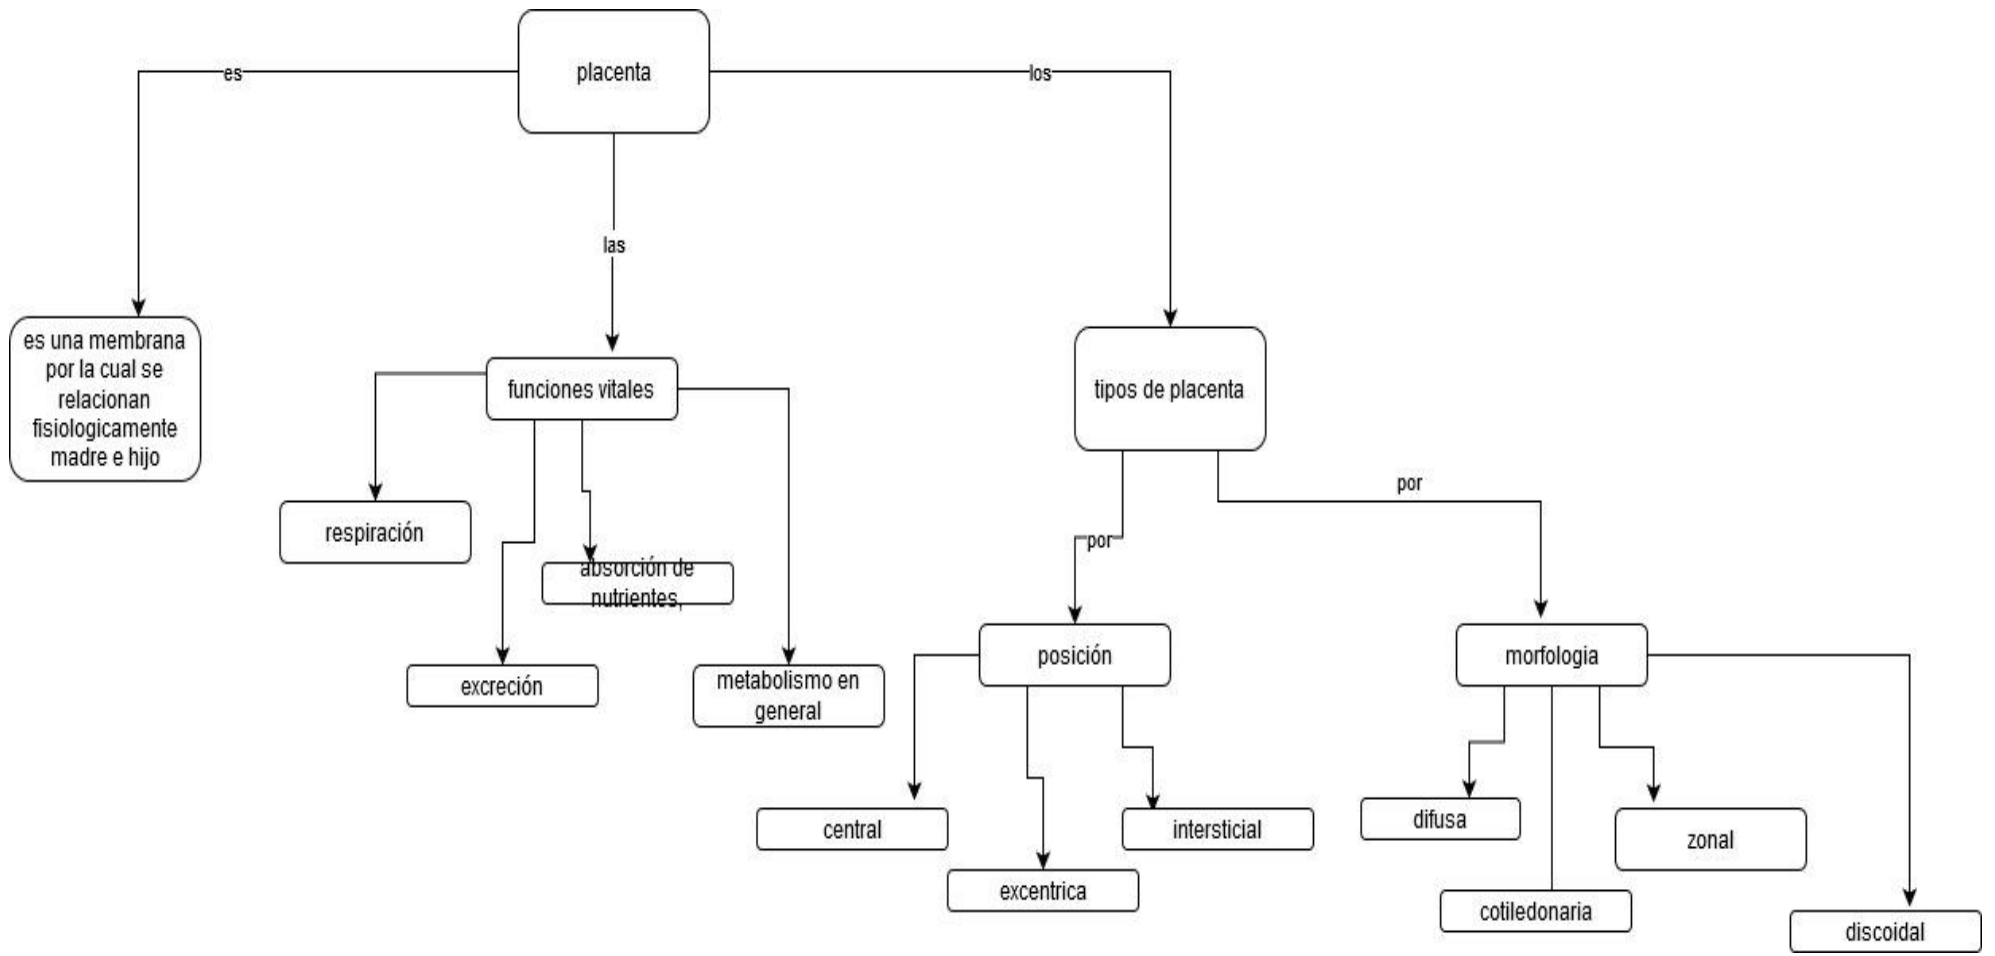 placenta
es
los
las
es una membrana
por la cual se
relacionan
fisiologicamente
madre e hijo
funciones vitales
tipos de placenta
respiración
absorción de
nutrientes,
excreción
metabolismo en
general
por
por
posición
morfologia
central
excentrica
intersticial
difusa
cotiledonaria
zonal
discoidal